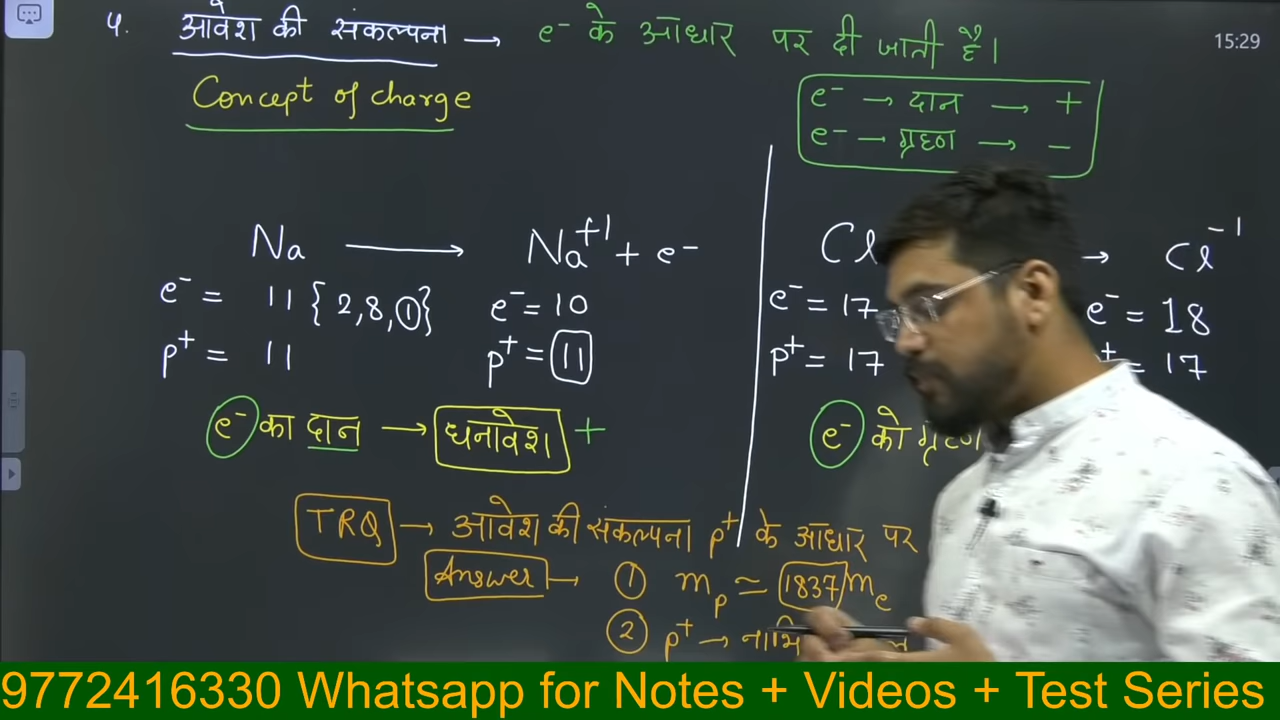 4. आवेश की संकल्पना → e⁻ के आधार पर दी जाती है।
15:29
Concept of charge
e⁻ → दान → +
e⁻ → ग्रहण → −
Na → Na⁺¹ + e⁻
e⁻ = 11 {2,8,①} e⁻ = 10
p⁺ = 11 p⁺ = 11
e⁻ का दान → धनावेश +
Cl → Cl⁻¹
e⁻ = 17 e⁻ = 18
p⁺ = 17 = 17
e⁻ को
TRQ → आवेश की संकल्पना p⁺ के आधार पर
Answer → ① mₚ ≃ 1837 mₑ
② p⁺ →
9772416330 Whatsapp for Notes + Videos + Test Series